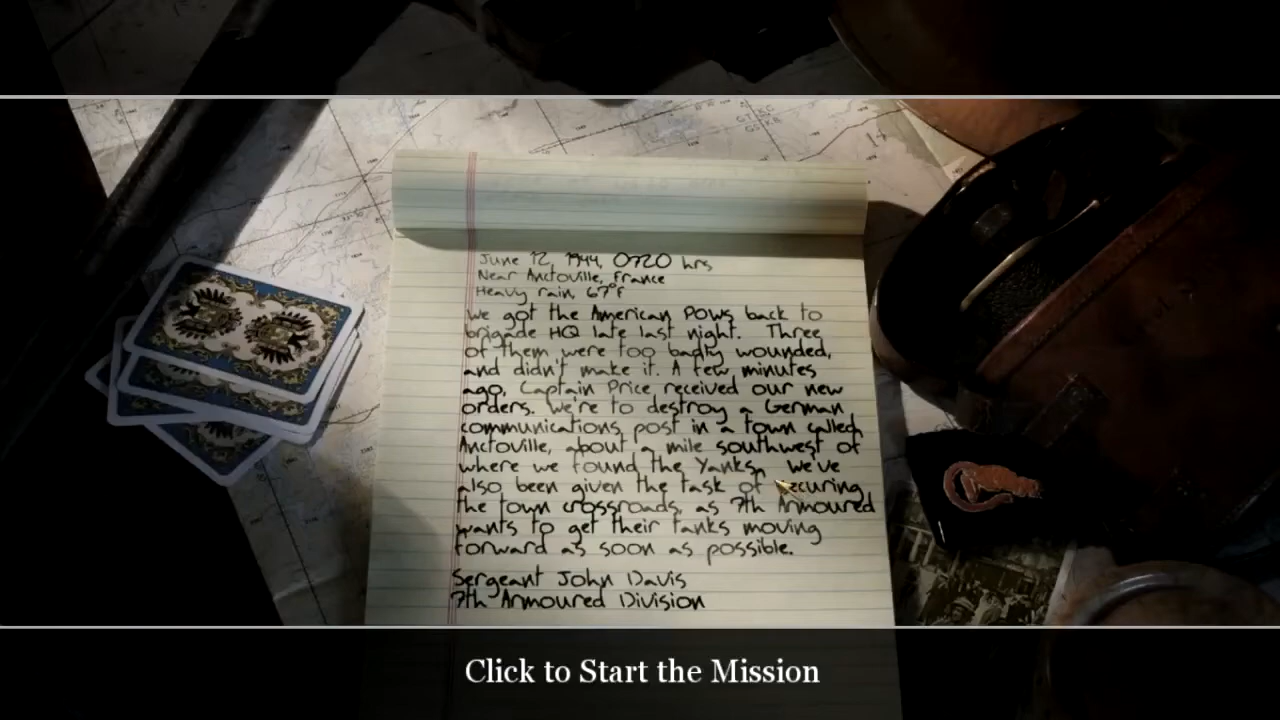 June 12, 1944, 0720 hrs
Near Anctoville, France
Heavy rain, 67°F
We got the American POWs back to
brigade HQ late last night. Three
of them were too badly wounded,
and didn't make it. A few minutes
ago, Captain Price received our new
orders. We're to destroy a German
communications post in a town called
Anctoville, about a mile southwest of
where we found the Yanks. We've
also been given the task of securing
the town crossroads, as 7th Armoured
wants to get their tanks moving
forward as soon as possible.
Sergeant John Davis
7th Armoured Division
Click to Start the Mission